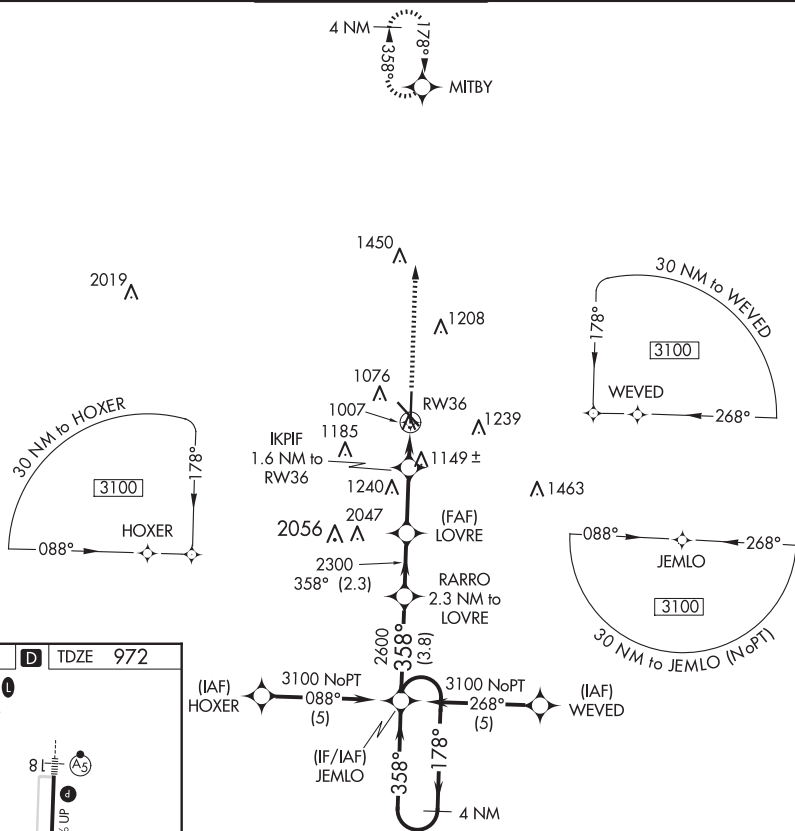 4 NM
178°
358°
MITBY
1450
2019
1208
30 NM to WEVED
178°
3100
WEVED
268°
1076
1007
RW36
1239
30 NM to HOXER
178°
3100
HOXER
088°
1185
IKPIF
1.6 NM to
RW36
1149 ±
1240
1463
2056
2047
(FAF)
LOVRE
2300
358° (2.3)
RARRO
2.3 NM to
LOVRE
088°
268°
JEMLO
3100
30 NM to JEMLO (NoPT)
2600
358°
(3.8)
D TDZE 972
L
(IAF)
HOXER
3100 NoPT
088°
(5)
3100 NoPT
268°
(5)
(IAF)
WEVED
(IF/IAF)
JEMLO
358°
178°
4 NM
18
A5
P
% UP